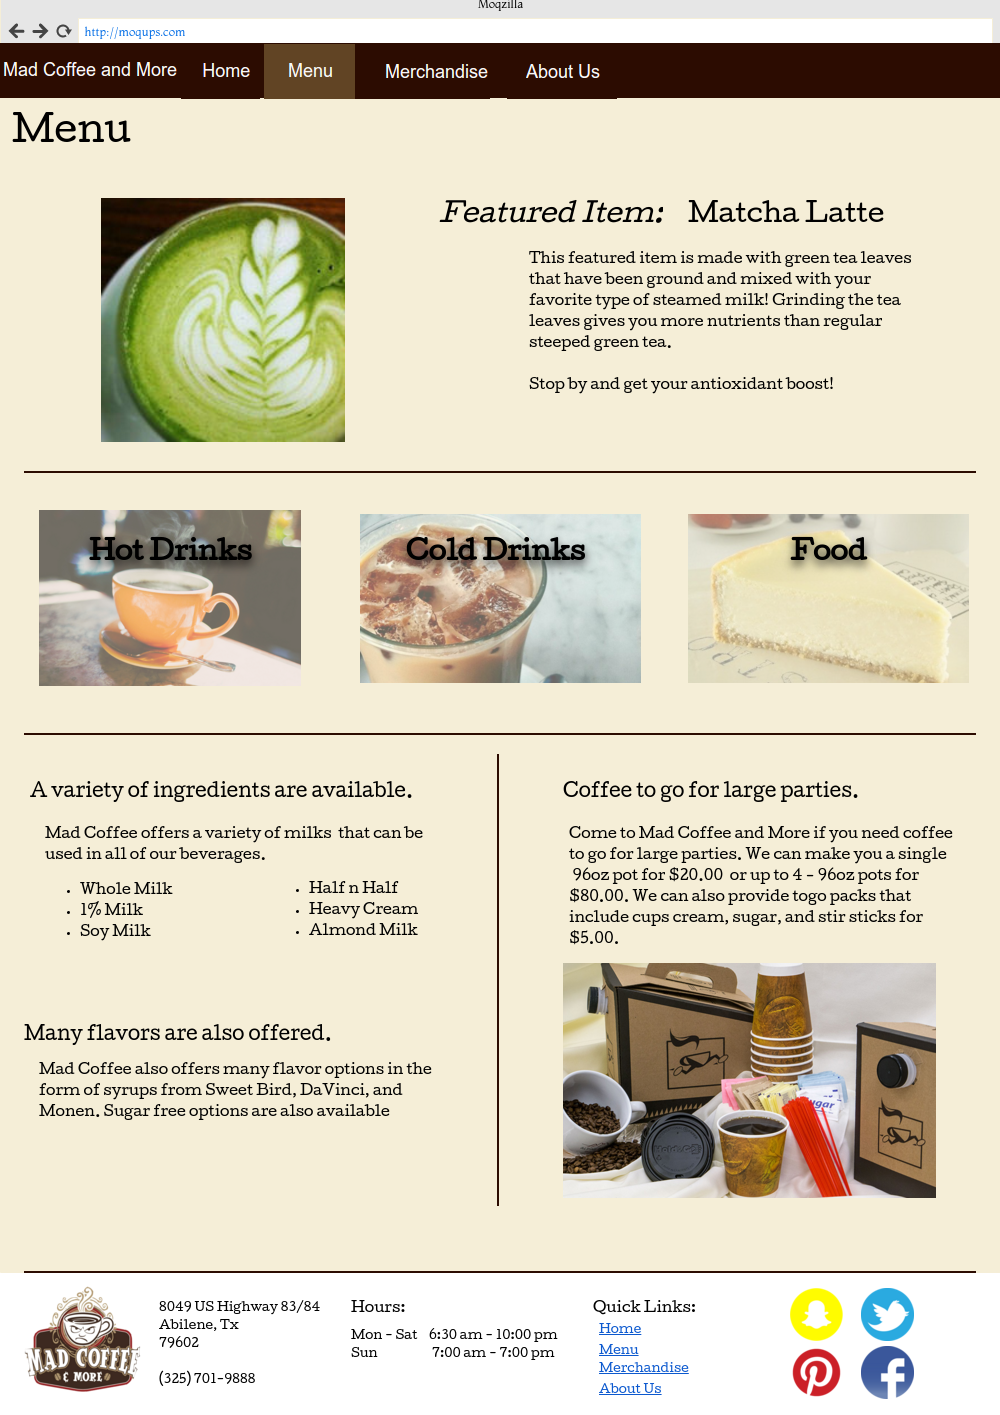 Moqzilla
http://moqups.com
Mad Coffee and More Home Menu Merchandise About Us
Menu
Featured Item: Matcha Latte
This featured item is made with green tea leaves
that have been ground and mixed with your
favorite type of steamed milk! Grinding the tea
leaves gives you more nutrients than regular
steeped green tea.
Stop by and get your antioxidant boost!
Hot Drinks
Cold Drinks
Food
A variety of ingredients are available.
Mad Coffee offers a variety of milks that can be
used in all of our beverages.
• Whole Milk
• 1% Milk
• Soy Milk
• Half n Half
• Heavy Cream
• Almond Milk
Many flavors are also offered.
Mad Coffee also offers many flavor options in the
form of syrups from Sweet Bird, DaVinci, and
Monen. Sugar free options are also available
Coffee to go for large parties.
Come to Mad Coffee and More if you need coffee
to go for large parties. We can make you a single
96oz pot for $20.00 or up to 4 - 96oz pots for
$80.00. We can also provide togo packs that
include cups cream, sugar, and stir sticks for
$5.00.
MAD COFFEE
& MORE
8049 US Highway 83/84
Abilene, Tx
79602
(325) 701-9888
Hours:
Mon - Sat 6:30 am - 10:00 pm
Sun 7:00 am - 7:00 pm
Quick Links:
Home
Menu
Merchandise
About Us